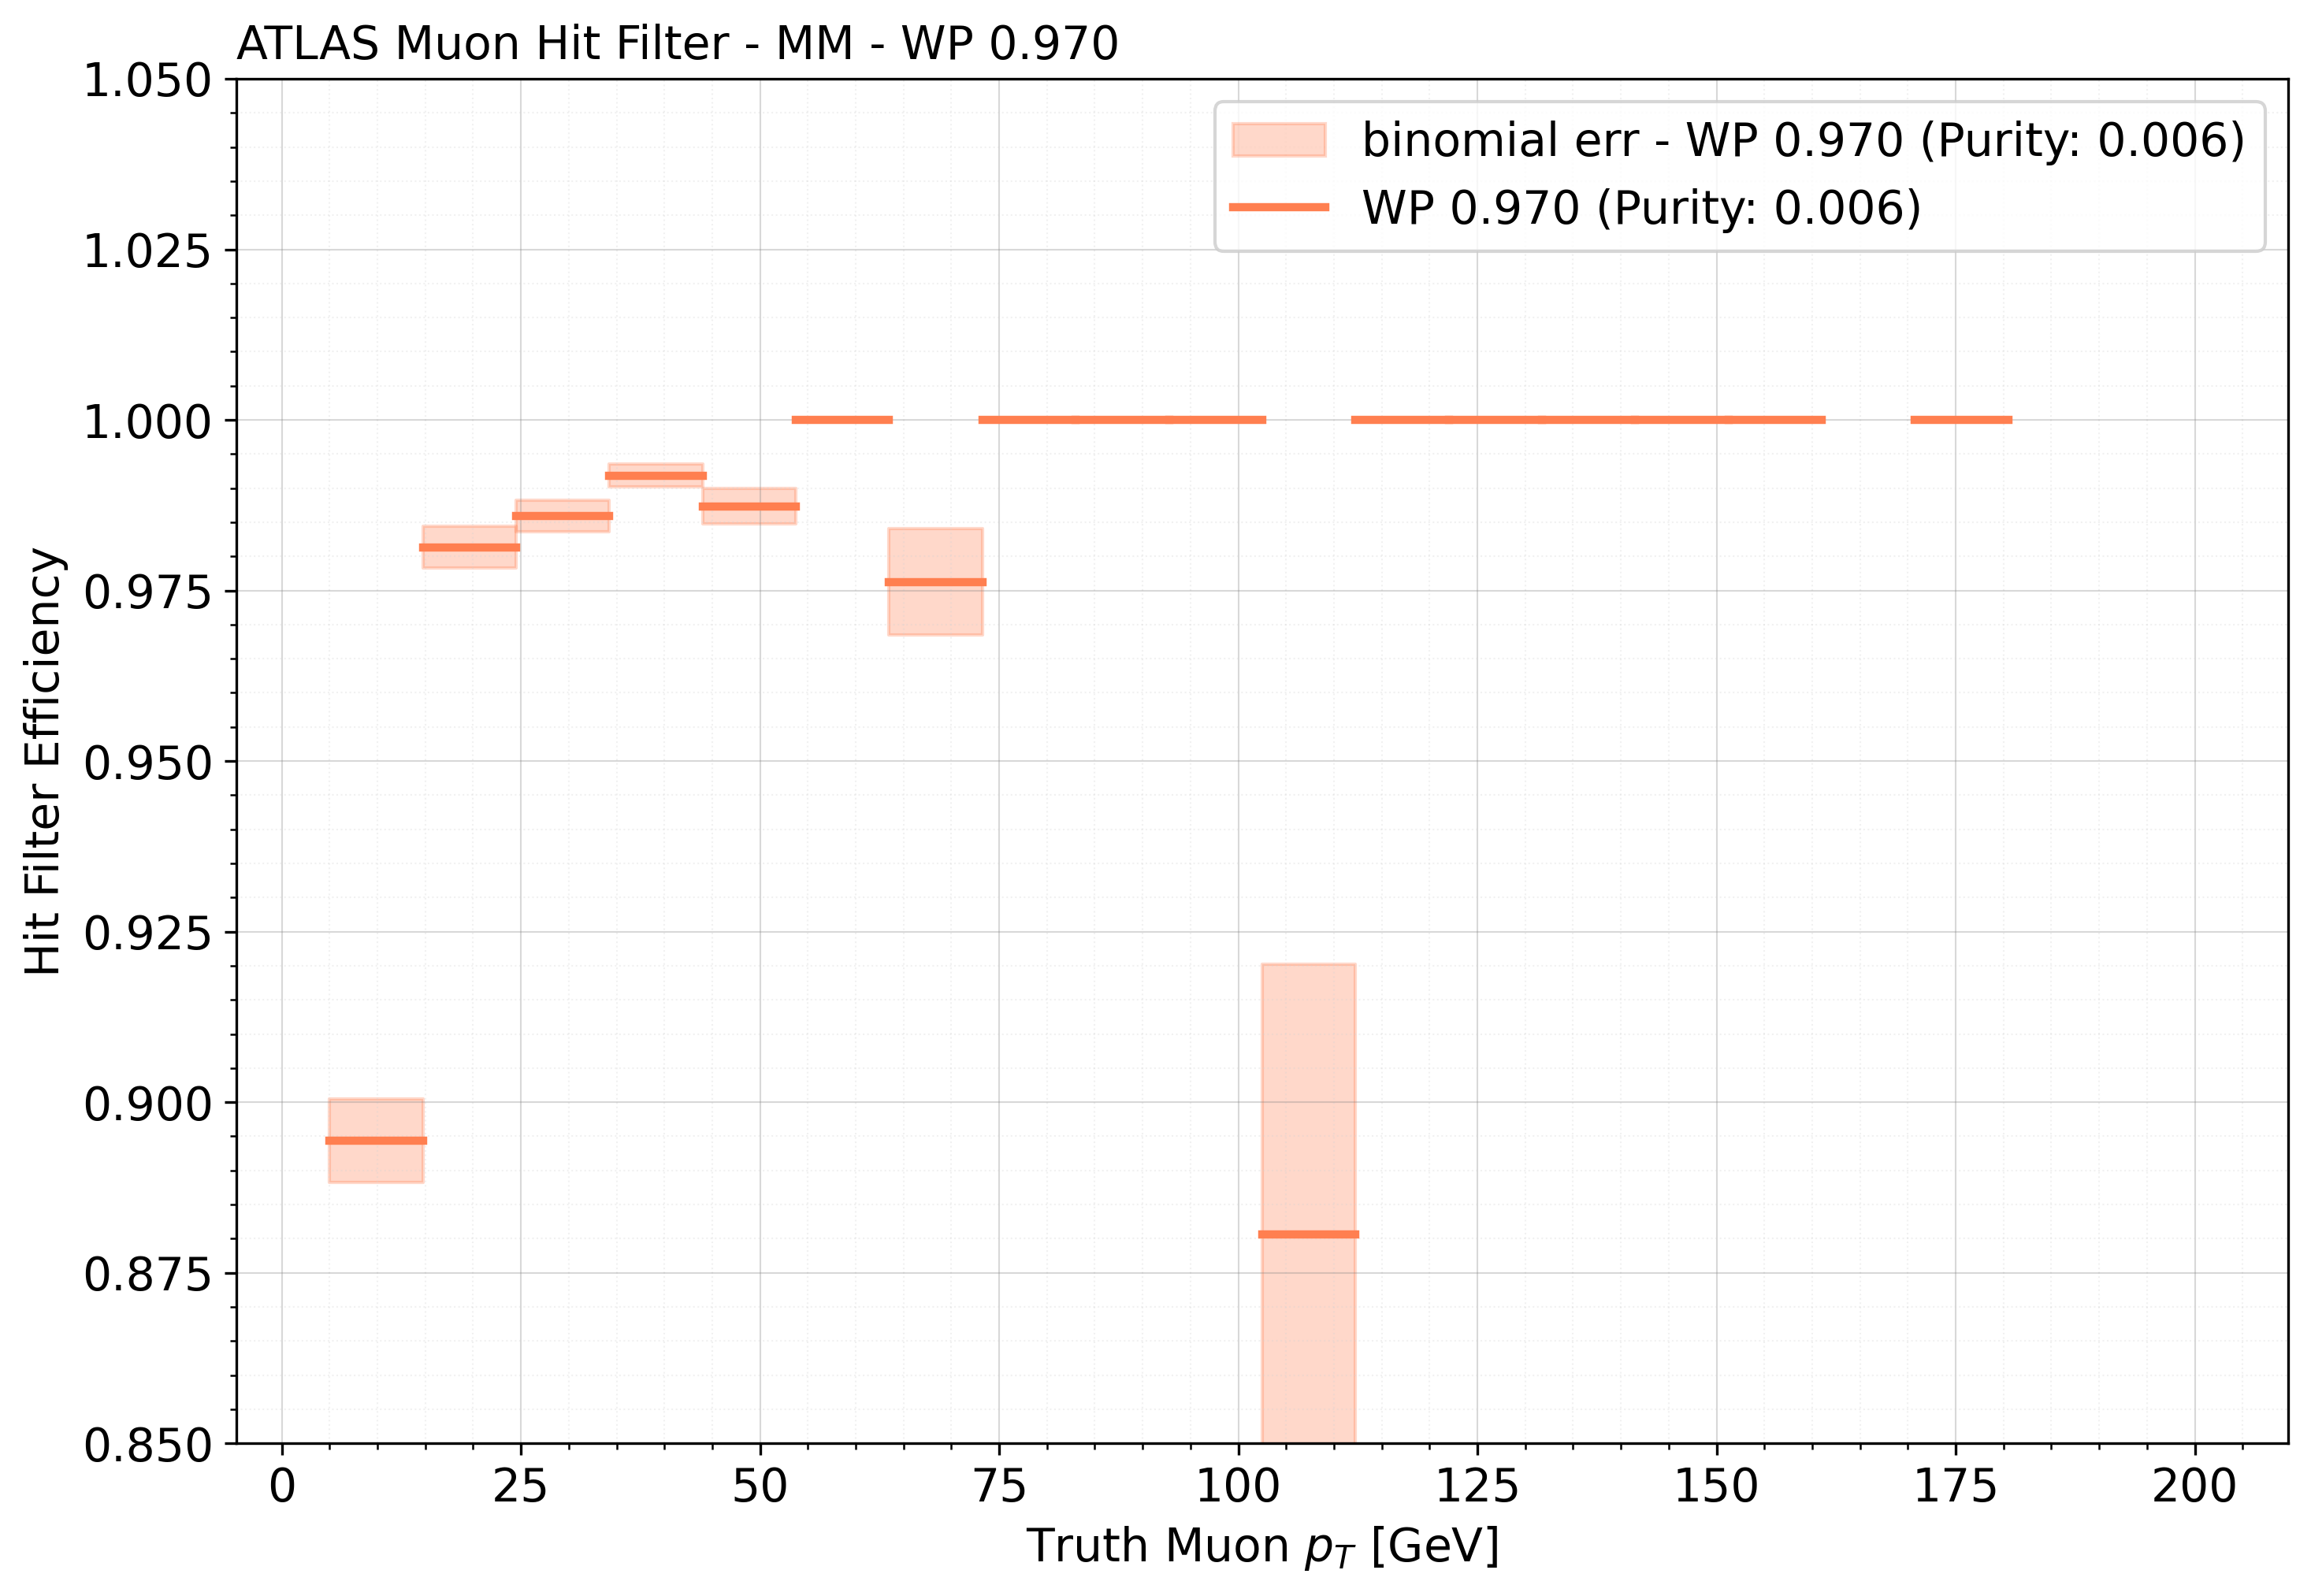 ATLAS Muon Hit Filter - MM - WP 0.970
binomial err - WP 0.970 (Purity: 0.006)
WP 0.970 (Purity: 0.006)
Hit Filter Efficiency
1.050
1.025
1.000
0.975
0.950
0.925
0.900
0.875
0.850
0 25 50 75 100 125 150 175 200
Truth Muon p_T [GeV]